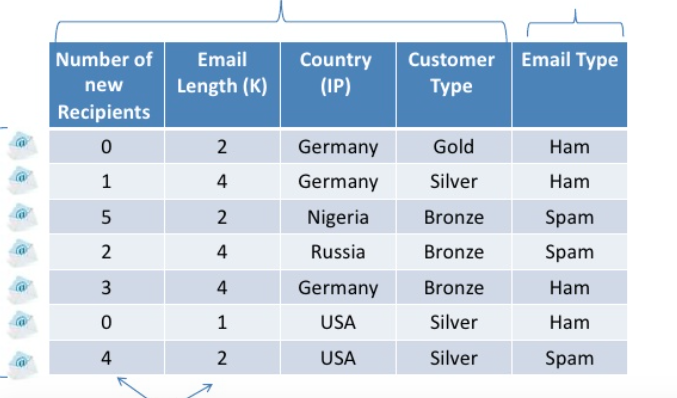 Number of new Recipients Email Length (K) Country (IP) Customer Type Email Type
0 2 Germany Gold Ham
1 4 Germany Silver Ham
5 2 Nigeria Bronze Spam
2 4 Russia Bronze Spam
3 4 Germany Bronze Ham
0 1 USA Silver Ham
4 2 USA Silver Spam